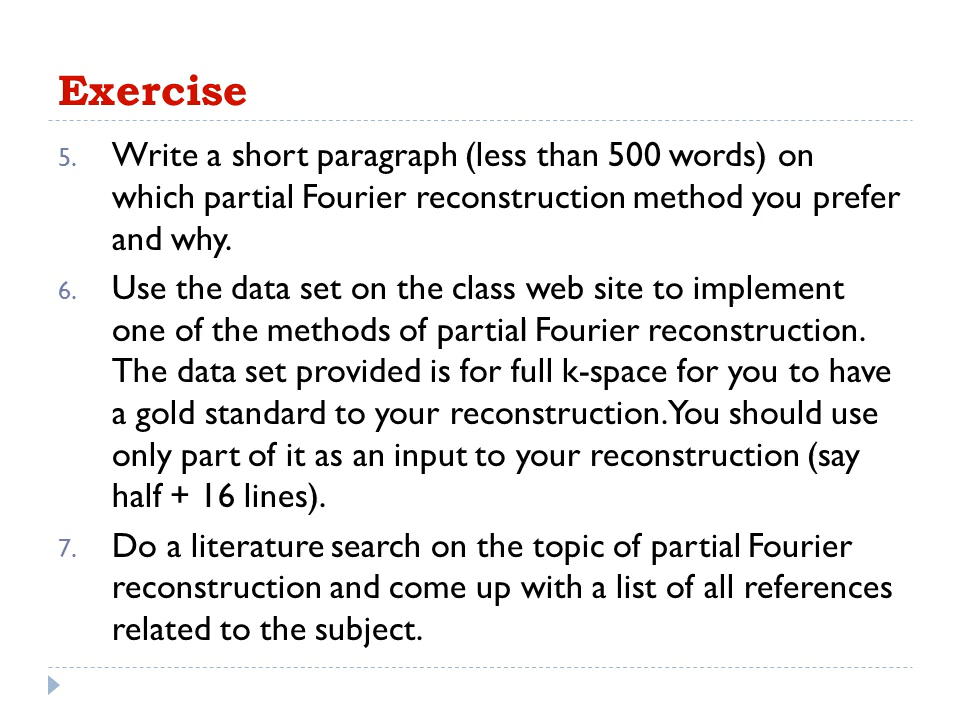 Exercise
5. Write a short paragraph (less than 500 words) on
which partial Fourier reconstruction method you prefer
and why.
6. Use the data set on the class web site to implement
one of the methods of partial Fourier reconstruction.
The data set provided is for full k-space for you to have
a gold standard to your reconstruction. You should use
only part of it as an input to your reconstruction (say
half + 16 lines).
7. Do a literature search on the topic of partial Fourier
reconstruction and come up with a list of all references
related to the subject.